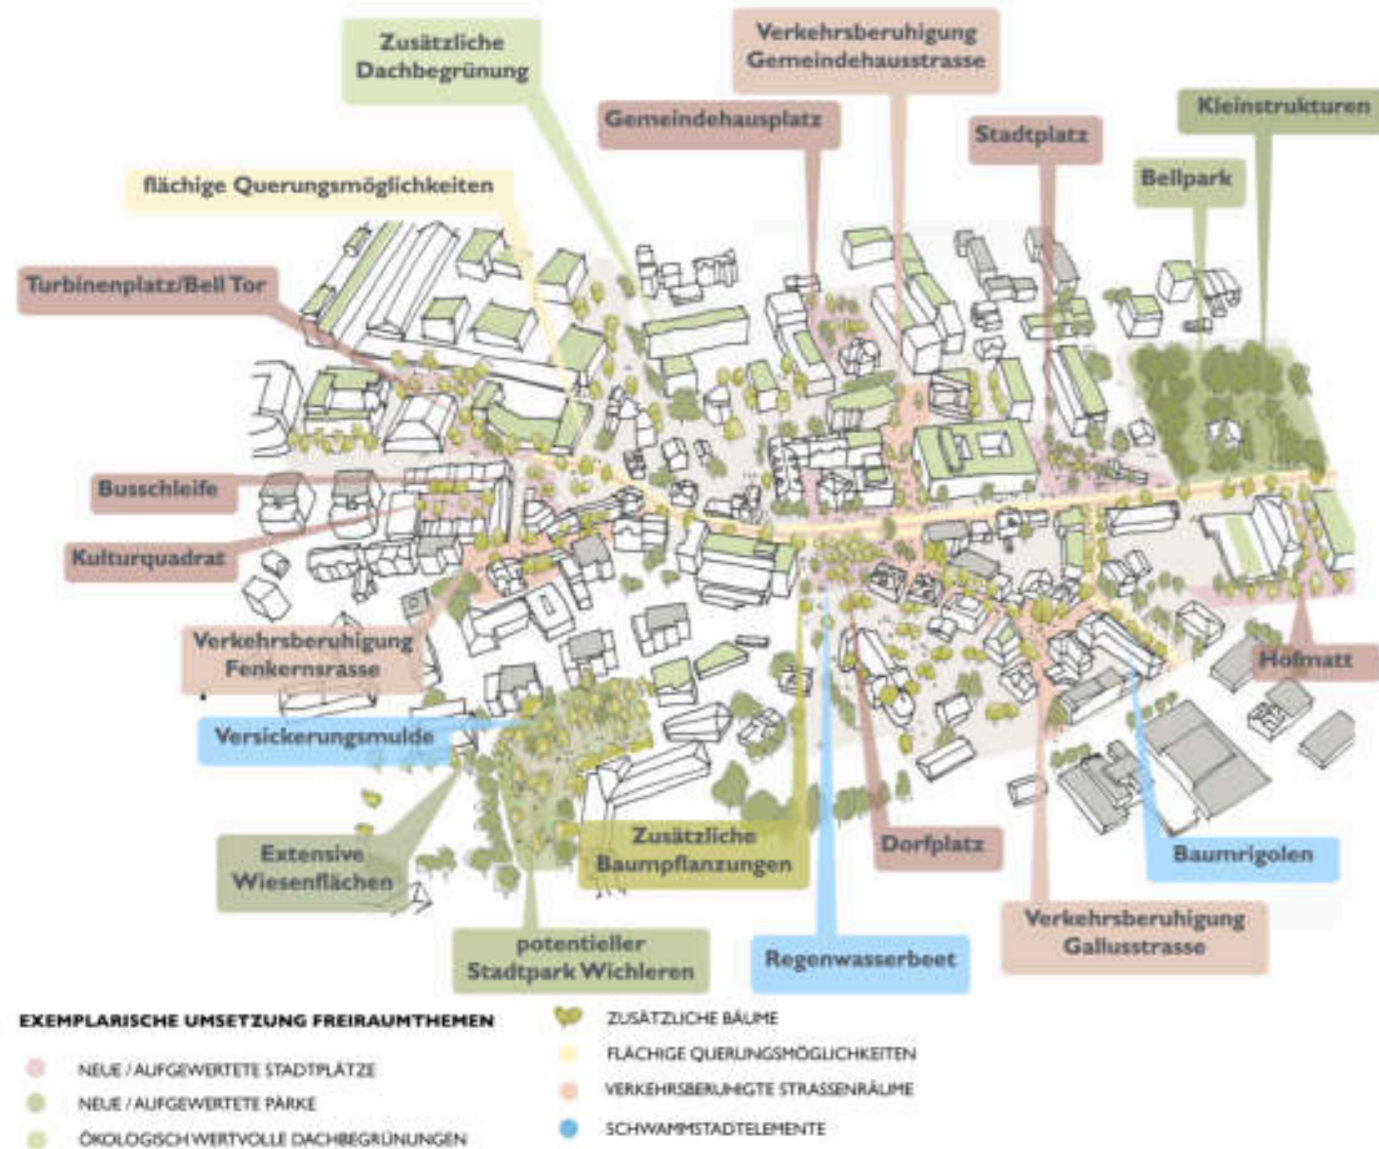 Zusätzliche
Dachbegrünung
Verkehrsberuhigung
Gemeindehausstrasse
Gemeindehausplatz
Stadtplatz
Kleinstrukturen
Bellpark
flächige Querungsmöglichkeiten
Turbinenplatz/Bell Tor
Busschleife
Kulturquadrat
Verkehrsberuhigung
Fenkernsrasse
Hofmatt
Versickerungsmulde
Extensive
Wiesenflächen
Zusätzliche
Baumpflanzungen
Dorfplatz
Baumrigolen
Verkehrsberuhigung
Gallusstrasse
potentieller
Stadtpark Wichleren
Regenwasserbeet
EXEMPLARISCHE UMSETZUNG FREIRAUMTHEMEN
NEUE / AUFGEWERTETE STADTPLÄTZE
NEUE / AUFGEWERTETE PÄRKE
ÖKOLOGISCH WERTVOLLE DACHBEGRÜNUNGEN
ZUSÄTZLICHE BÄUME
FLÄCHIGE QUERUNGSMÖGLICHKEITEN
VERKEHRSBERUHIGTE STRASSENRÄUME
SCHWAMMSTADTELEMENTE